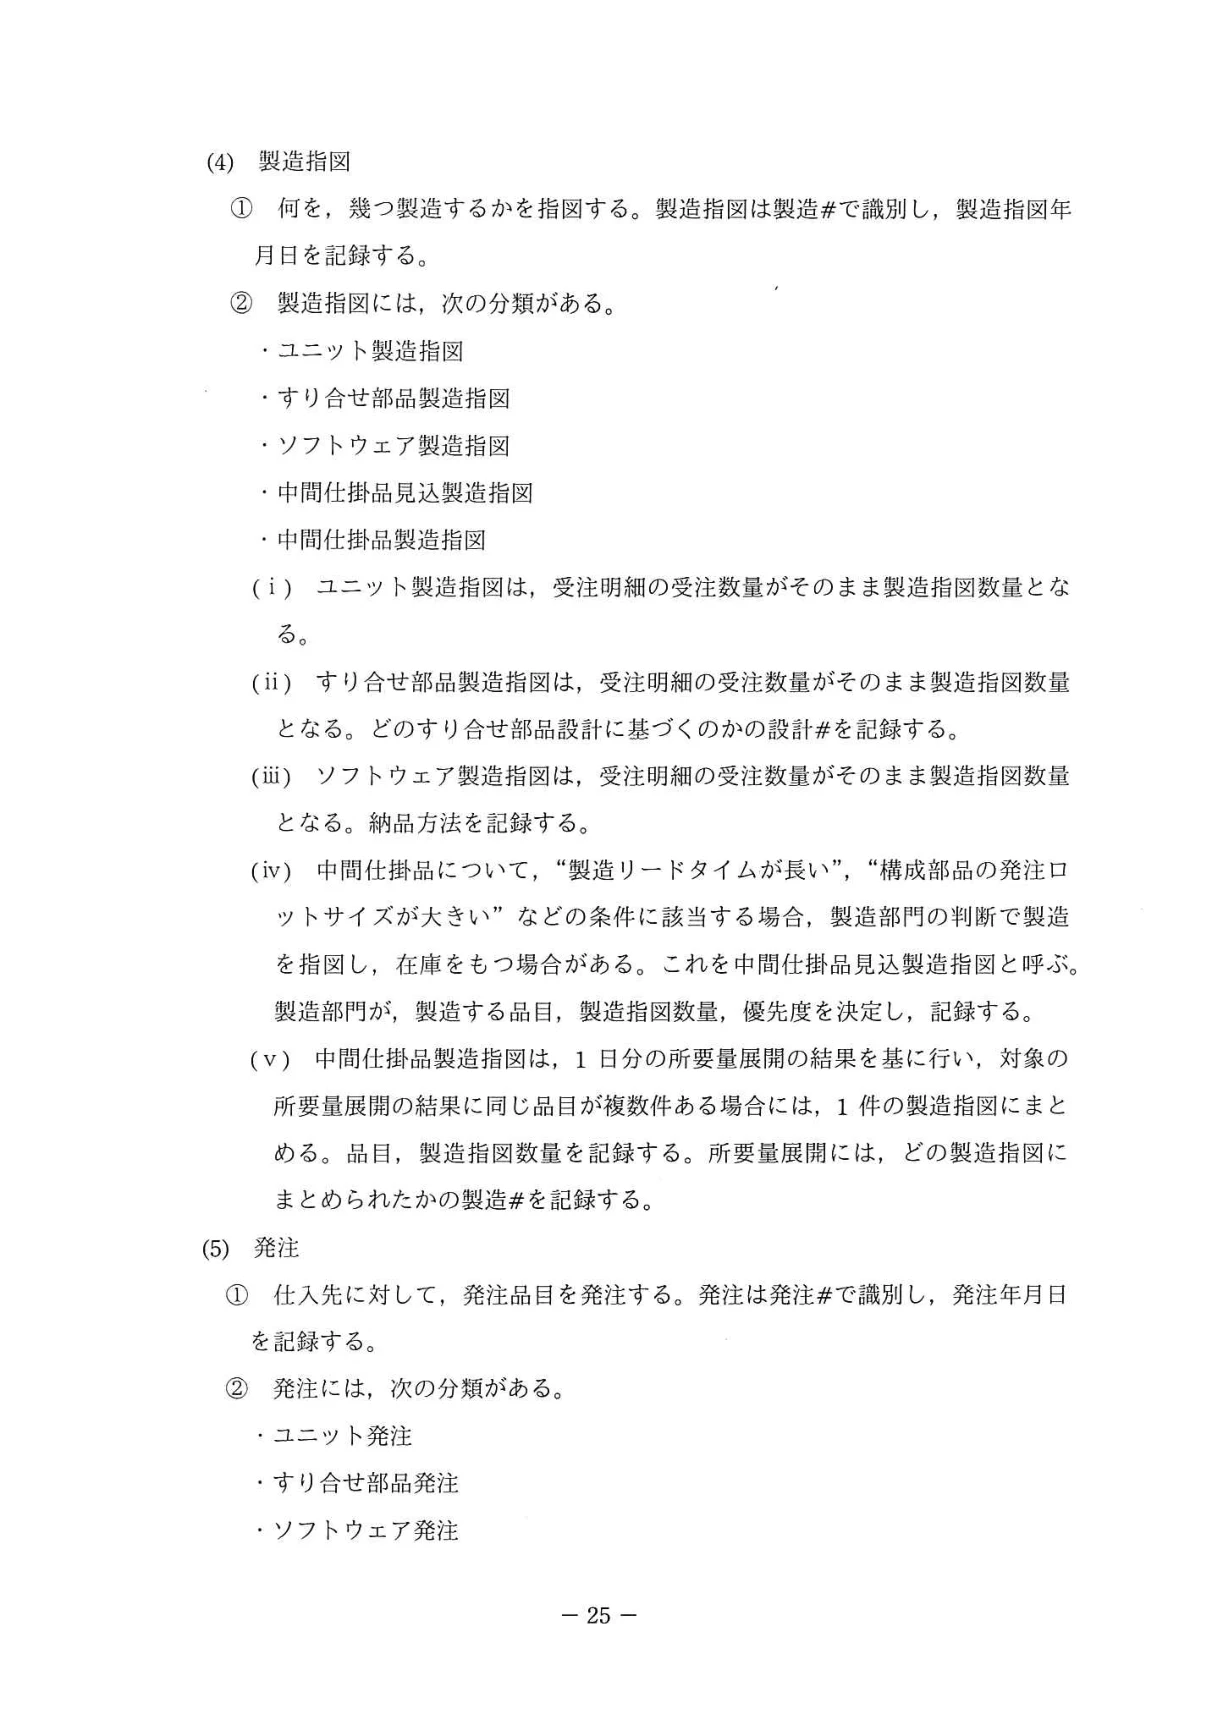 (4) 製造指図
① 何を，幾つ製造するかを指図する。製造指図は製造#で識別し，製造指図年
月日を記録する。
② 製造指図には，次の分類がある。
・ユニット製造指図
・すり合せ部品製造指図
・ソフトウェア製造指図
・中間仕掛品見込製造指図
・中間仕掛品製造指図
(ⅰ) ユニット製造指図は，受注明細の受注数量がそのまま製造指図数量とな
る。
(ⅱ) すり合せ部品製造指図は，受注明細の受注数量がそのまま製造指図数量
となる。どのすり合せ部品設計に基づくのかの設計#を記録する。
(ⅲ) ソフトウェア製造指図は，受注明細の受注数量がそのまま製造指図数量
となる。納品方法を記録する。
(ⅳ) 中間仕掛品について，“製造リードタイムが長い”，“構成部品の発注ロ
ットサイズが大きい”などの条件に該当する場合，製造部門の判断で製造
を指図し，在庫をもつ場合がある。これを中間仕掛品見込製造指図と呼ぶ。
製造部門が，製造する品目，製造指図数量，優先度を決定し，記録する。
(ⅴ) 中間仕掛品製造指図は，1 日分の所要量展開の結果を基に行い，対象の
所要量展開の結果に同じ品目が複数件ある場合には，1 件の製造指図にまと
める。品目，製造指図数量を記録する。所要量展開には，どの製造指図に
まとめられたかの製造#を記録する。
(5) 発注
① 仕入先に対して，発注品目を発注する。発注は発注#で識別し，発注年月日
を記録する。
② 発注には，次の分類がある。
・ユニット発注
・すり合せ部品発注
・ソフトウェア発注
－ 25 －